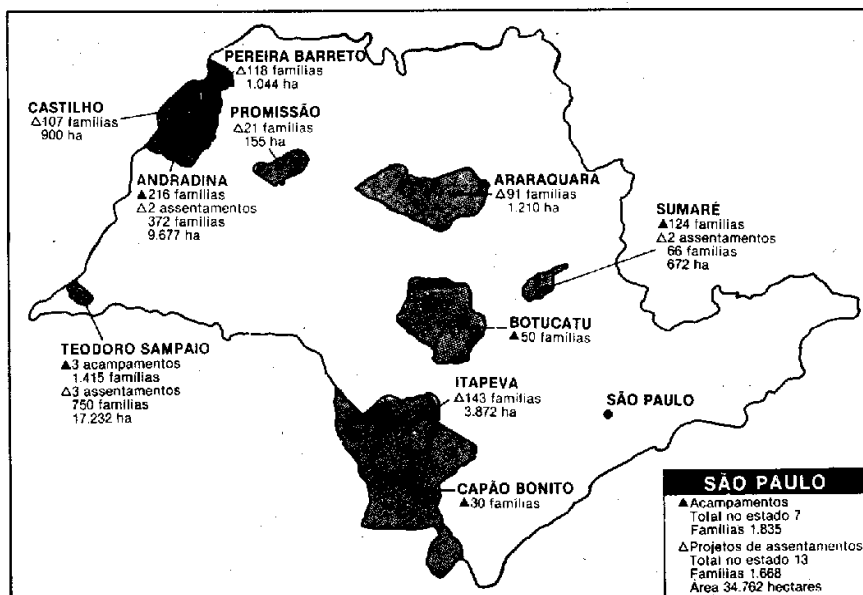 PEREIRA BARRETO
△118 famílias
1.044 ha
CASTILHO
△107 famílias
900 ha
PROMISSÃO
△21 famílias
155 ha
ANDRADINA
▲216 famílias
△2 assentamentos
372 famílias
9.677 ha
ARARAQUARA
△91 famílias
1.210 ha
SUMARÉ
▲124 famílias
△2 assentamentos
66 famílias
672 ha
BOTUCATU
▲50 famílias
TEODORO SAMPAIO
▲3 acampamentos
1.415 famílias
△3 assentamentos
750 famílias
17.232 ha
ITAPEVA
△143 famílias
3.872 ha
SÃO PAULO
CAPÃO BONITO
▲30 famílias
SÃO PAULO
▲Acampamentos
Total no estado 7
Famílias 1.835
△Projetos de assentamentos
Total no estado 13
Famílias 1.668
Área 34.762 hectares